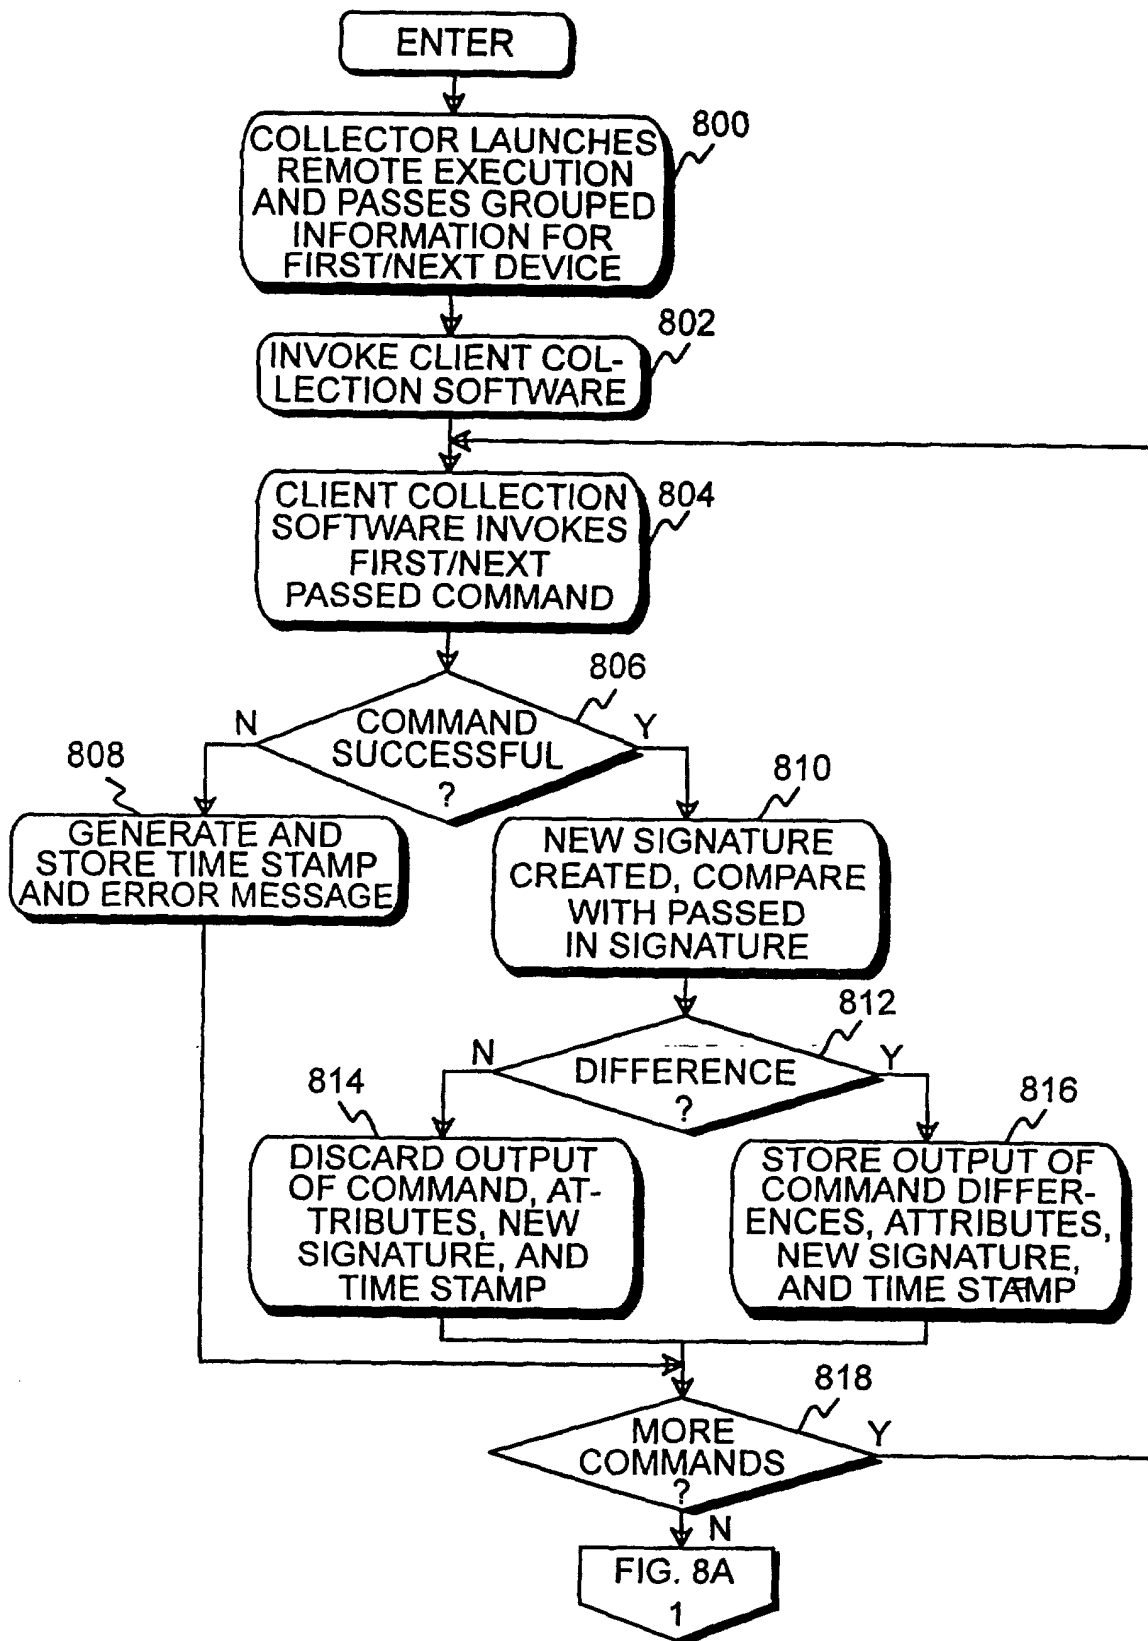 ENTER
COLLECTOR LAUNCHES
REMOTE EXECUTION
AND PASSES GROUPED
INFORMATION FOR
FIRST/NEXT DEVICE
800
INVOKE CLIENT COL-
LECTION SOFTWARE
802
CLIENT COLLECTION
SOFTWARE INVOKES
FIRST/NEXT
PASSED COMMAND
804
806
N
COMMAND
SUCCESSFUL
?
Y
808
GENERATE AND
STORE TIME STAMP
AND ERROR MESSAGE
810
NEW SIGNATURE
CREATED, COMPARE
WITH PASSED
IN SIGNATURE
812
N
DIFFERENCE
?
Y
814
DISCARD OUTPUT
OF COMMAND, AT-
TRIBUTES, NEW
SIGNATURE, AND
TIME STAMP
816
STORE OUTPUT OF
COMMAND DIFFER-
ENCES, ATTRIBUTES,
NEW SIGNATURE,
AND TIME STAMP
818
MORE
COMMANDS
?
Y
N
FIG. 8A
1